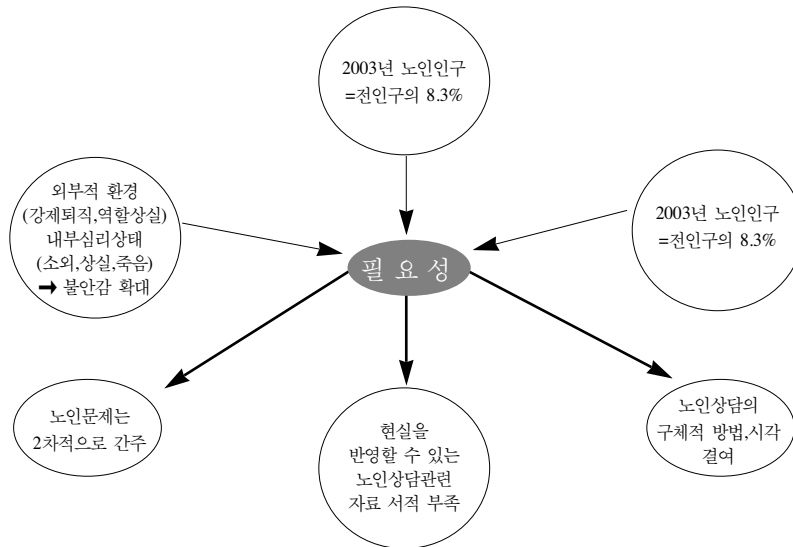 2003년 노인인구
=전인구의 8.3%
외부적 환경
(강제퇴직,역할상실)
내부심리상태
(소외,상실,죽음)
➡ 불안감 확대
2003년 노인인구
=전인구의 8.3%
필 요 성
노인문제는
2차적으로 간주
현실을
반영할 수 있는
노인상담관련
자료 서적 부족
노인상담의
구체적 방법,시각
결여